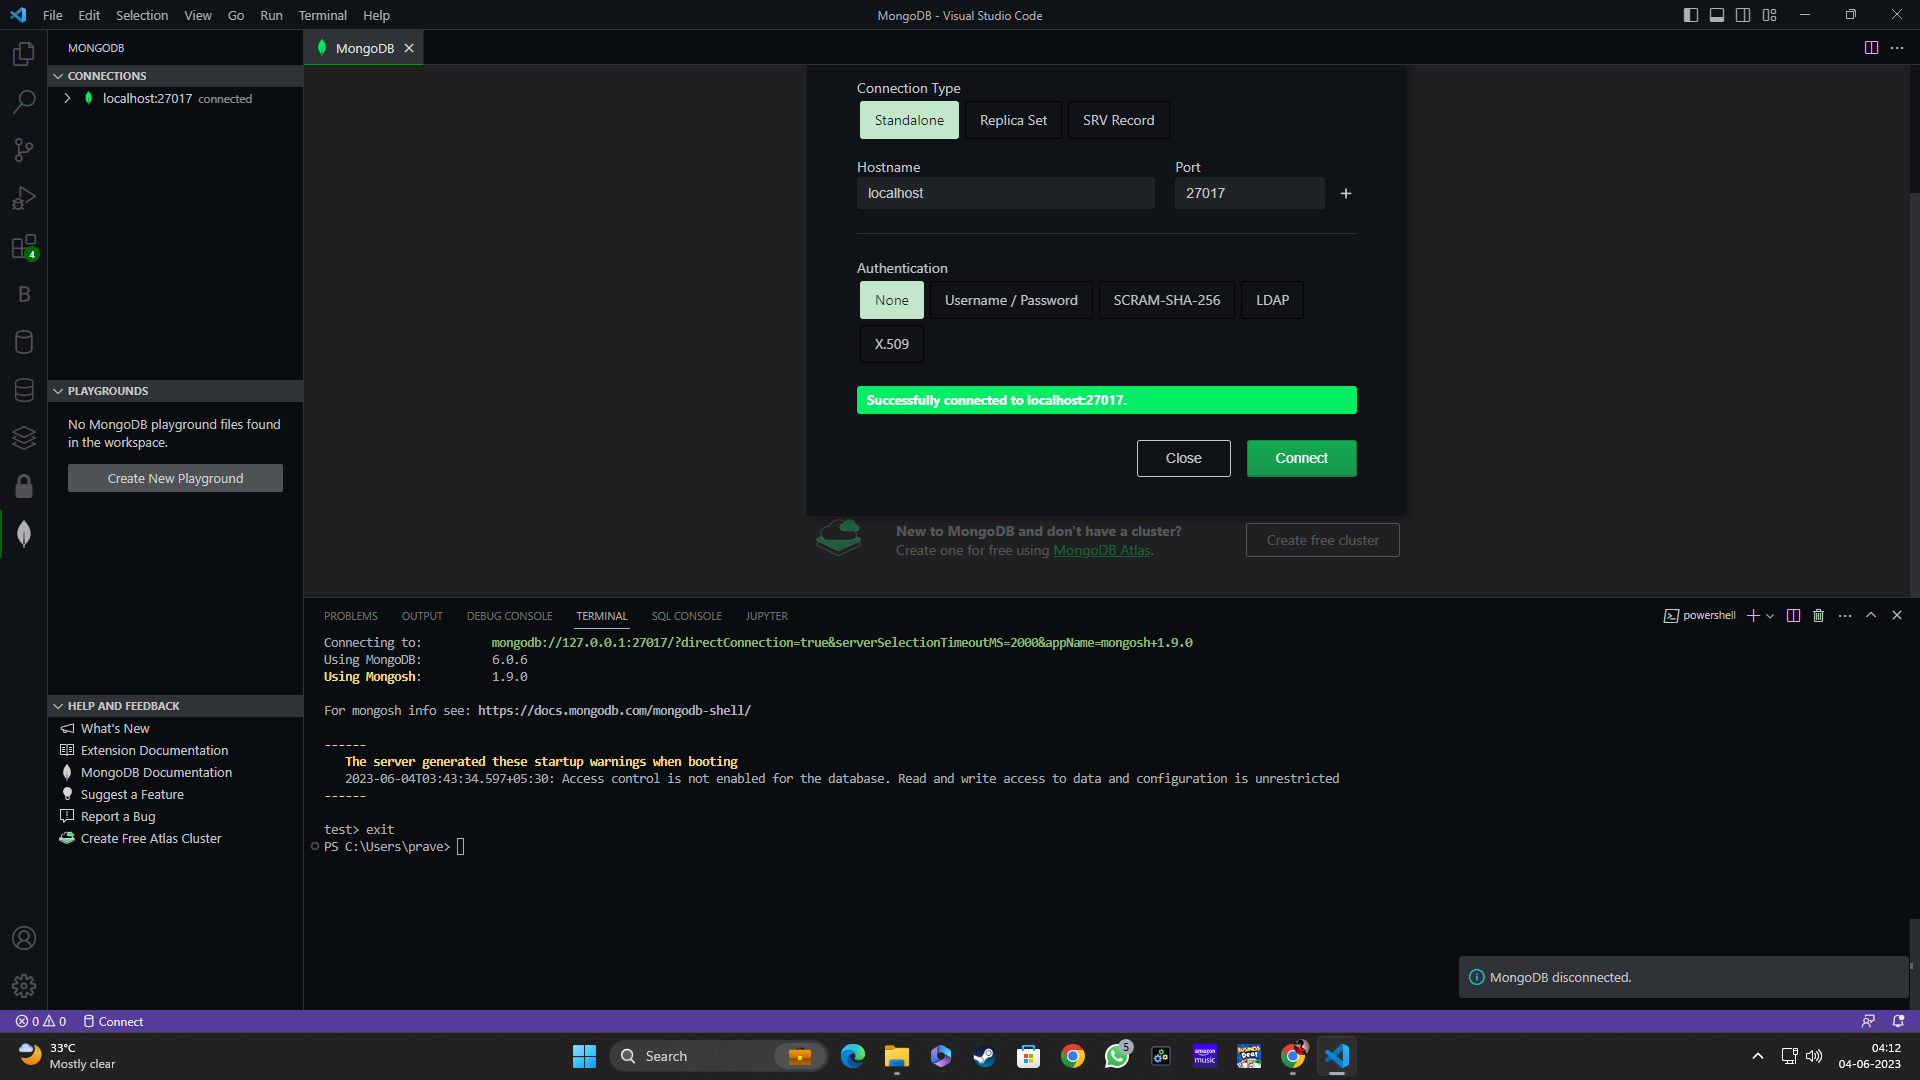 File Edit Selection View Go Run Terminal Help
MongoDB - Visual Studio Code
MONGODB
MongoDB
CONNECTIONS
localhost:27017 connected
Connection Type
Standalone Replica Set SRV Record
Hostname Port
localhost 27017
Authentication
None Username / Password SCRAM-SHA-256 LDAP
X.509
Successfully connected to localhost:27017.
Close Connect
New to MongoDB and don't have a cluster?
Create one for free using MongoDB Atlas.
Create free cluster
4
B
PLAYGROUNDS
No MongoDB playground files found
in the workspace.
Create New Playground
HELP AND FEEDBACK
What's New
Extension Documentation
MongoDB Documentation
Suggest a Feature
Report a Bug
Create Free Atlas Cluster
PROBLEMS OUTPUT DEBUG CONSOLE TERMINAL SQL CONSOLE JUPYTER
powershell
Connecting to: mongodb://127.0.0.1:27017/?directConnection=true&serverSelectionTimeoutMS=2000&appName=mongosh+1.9.0
Using MongoDB: 6.0.6
Using Mongosh: 1.9.0
For mongosh info see: https://docs.mongodb.com/mongodb-shell/
------
The server generated these startup warnings when booting
2023-06-04T03:43:34.597+05:30: Access control is not enabled for the database. Read and write access to data and configuration is unrestricted
------
test> exit
PS C:\Users\prave>
MongoDB disconnected.
0 0 Connect
33°C
Mostly clear
Search
5
amazon music
BUSINESS Deal
04:12
04-06-2023